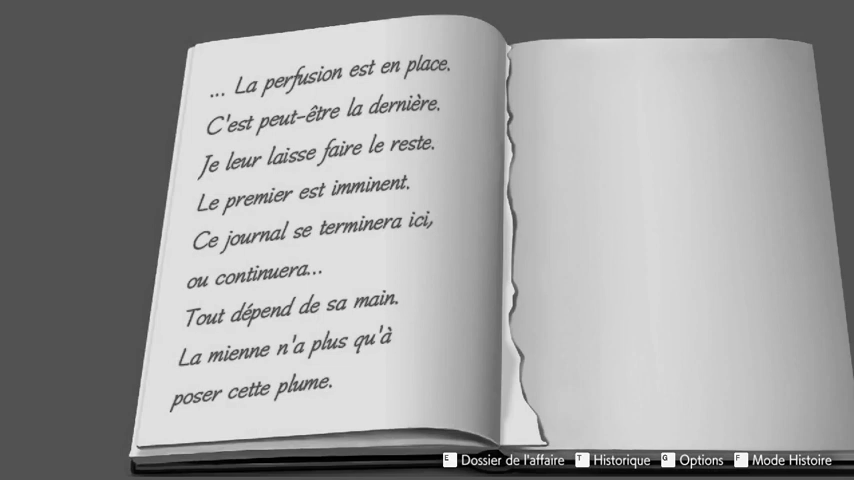 ... La perfusion est en place.
C'est peut-être la dernière.
Je leur laisse faire le reste.
Le premier est imminent.
Ce journal se terminera ici,
ou continuera...
Tout dépend de sa main.
La mienne n'a plus qu'à
poser cette plume.
E Dossier de l'affaire T Historique G Options F Mode Histoire